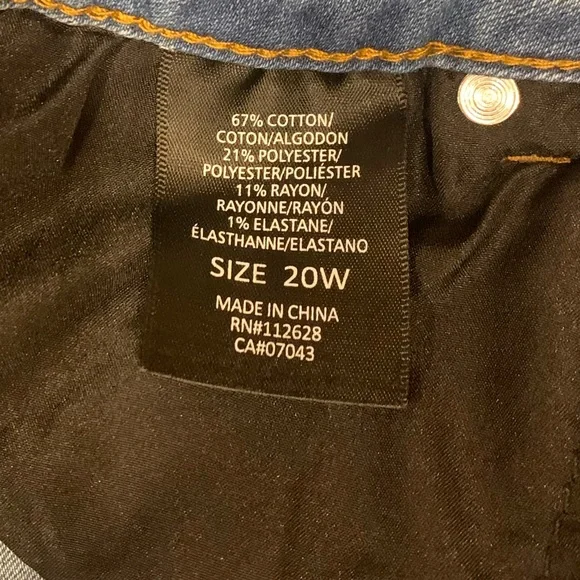 67% COTTON/
COTON/ALGODON
21% POLYESTER/
POLYESTER/POLIÉSTER
11% RAYON/
RAYONNE/RAYÓN
1% ELASTANE/
ÉLASTHANNE/ELASTANO
SIZE 20W
MADE IN CHINA
RN#112628
CA#07043